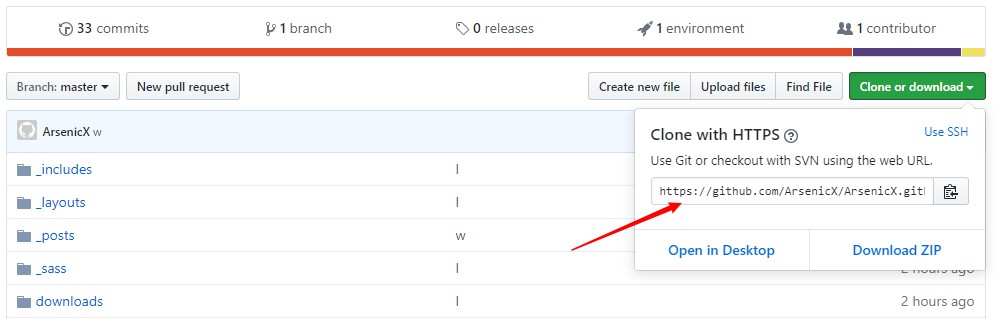 33 commits 1 branch 0 releases 1 environment 1 contributor
Branch: master New pull request Create new file Upload files Find File Clone or download
ArsenicX w
Clone with HTTPS Use SSH
Use Git or checkout with SVN using the web URL.
https://github.com/ArsenicX/ArsenicX.git
Open in Desktop Download ZIP
_includes l
_layouts l
_posts w
_sass l 2 hours ago
downloads l 2 hours ago